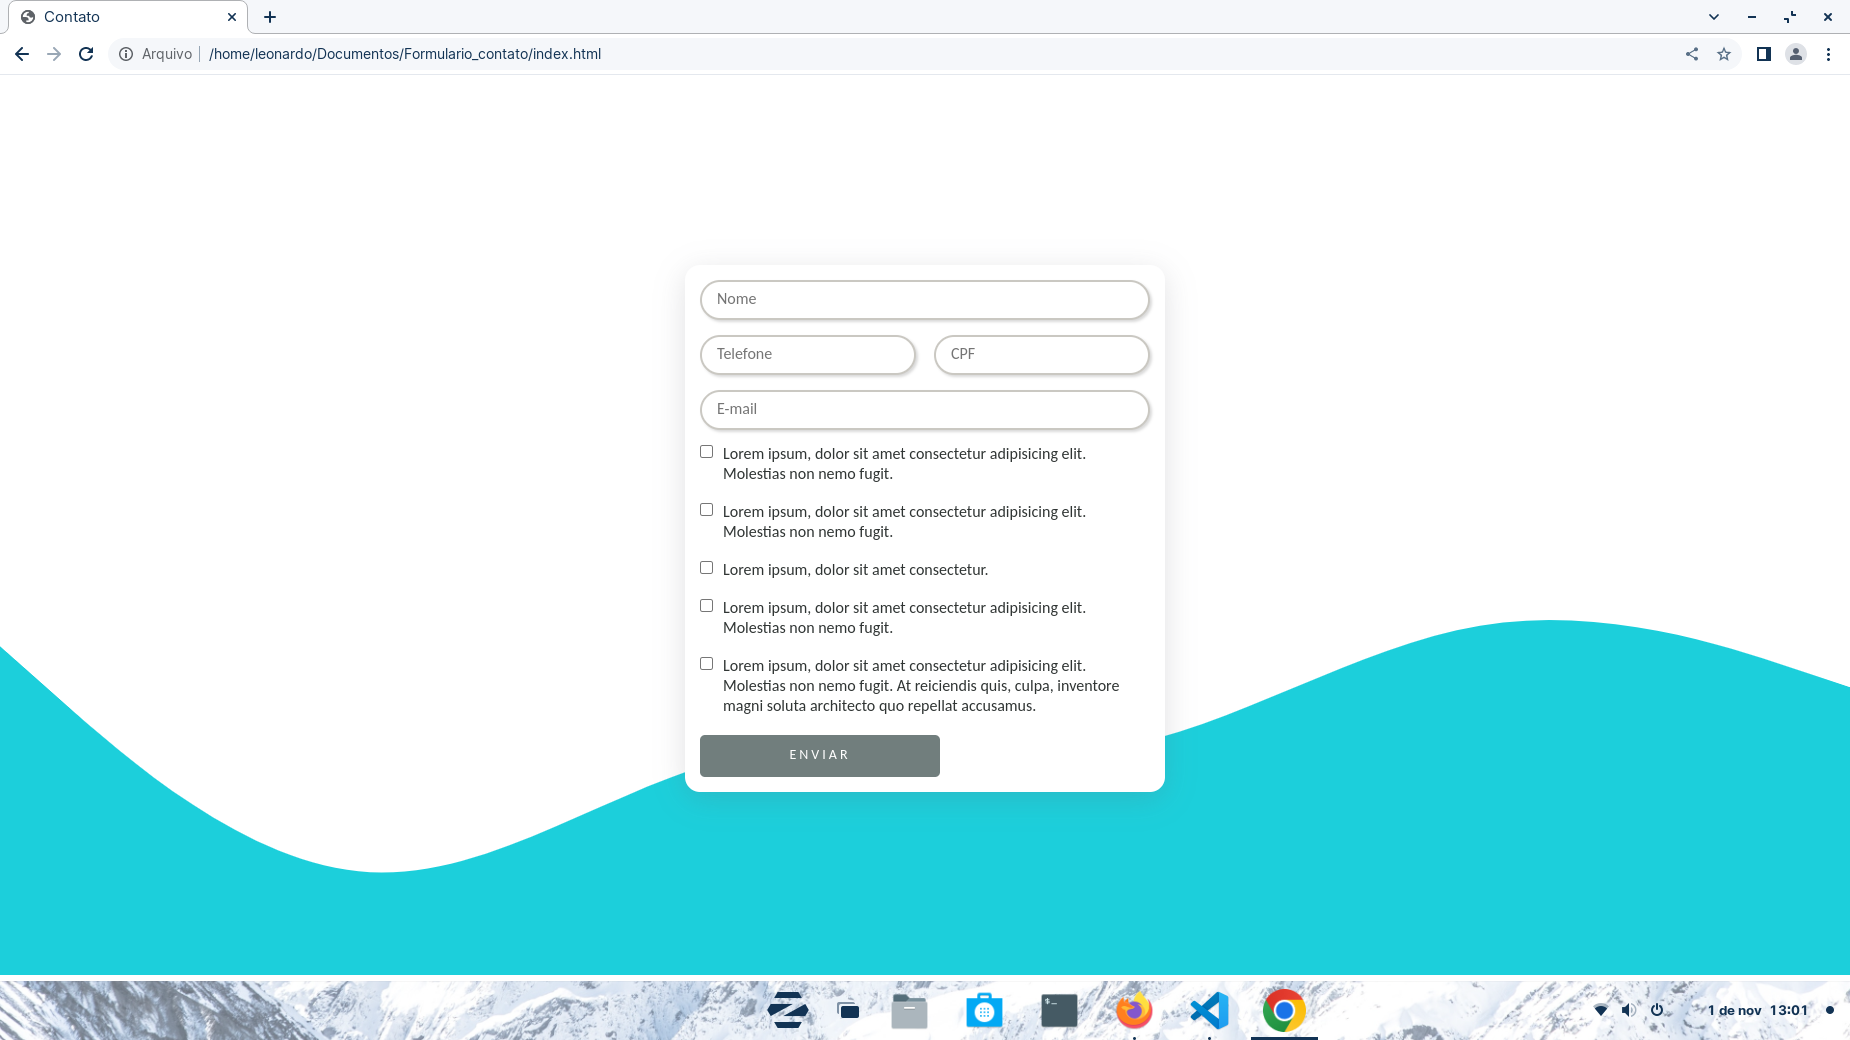 Contato
Arquivo /home/leonardo/Documentos/Formulario_contato/index.html
Nome
Telefone CPF
E-mail
Lorem ipsum, dolor sit amet consectetur adipisicing elit.
Molestias non nemo fugit.
Lorem ipsum, dolor sit amet consectetur adipisicing elit.
Molestias non nemo fugit.
Lorem ipsum, dolor sit amet consectetur.
Lorem ipsum, dolor sit amet consectetur adipisicing elit.
Molestias non nemo fugit.
Lorem ipsum, dolor sit amet consectetur adipisicing elit.
Molestias non nemo fugit. At reiciendis quis, culpa, inventore
magni soluta architecto quo repellat accusamus.
ENVIAR
$_
1 de nov 13:01